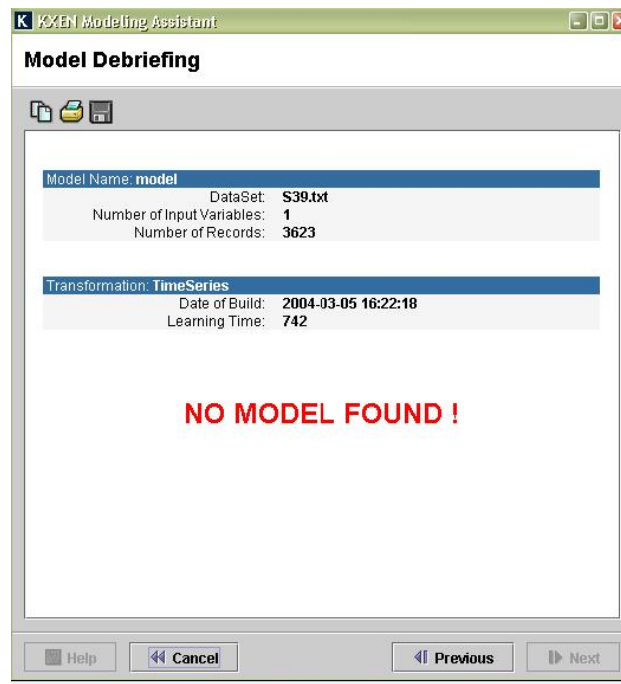 K KXEN Modeling Assistant
Model Debriefing
Model Name: model
DataSet: S39.txt
Number of Input Variables: 1
Number of Records: 3623
Transformation: TimeSeries
Date of Build: 2004-03-05 16:22:18
Learning Time: 742
NO MODEL FOUND !
Help Cancel Previous Next